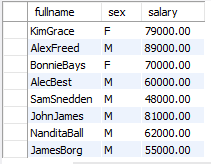 fullname sex salary
KimGrace F 79000.00
AlexFreed M 89000.00
BonnieBays F 70000.00
AlecBest M 60000.00
SamSnedden M 48000.00
JohnJames M 81000.00
NanditaBall M 62000.00
JamesBorg M 55000.00